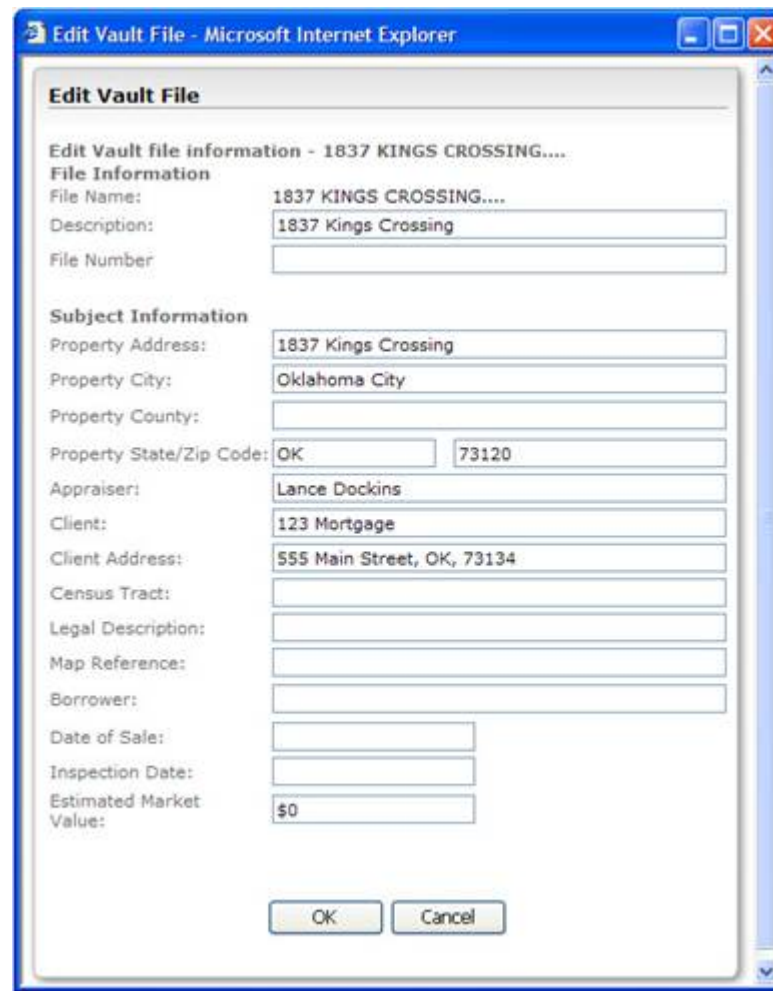 Edit Vault File - Microsoft Internet Explorer
Edit Vault File
Edit Vault file information - 1837 KINGS CROSSING....
File Information
File Name: 1837 KINGS CROSSING....
Description: 1837 Kings Crossing
File Number
Subject Information
Property Address: 1837 Kings Crossing
Property City: Oklahoma City
Property County:
Property State/Zip Code: OK 73120
Appraiser: Lance Dockins
Client: 123 Mortgage
Client Address: 555 Main Street, OK, 73134
Census Tract:
Legal Description:
Map Reference:
Borrower:
Date of Sale:
Inspection Date:
Estimated Market
Value: $0
OK Cancel